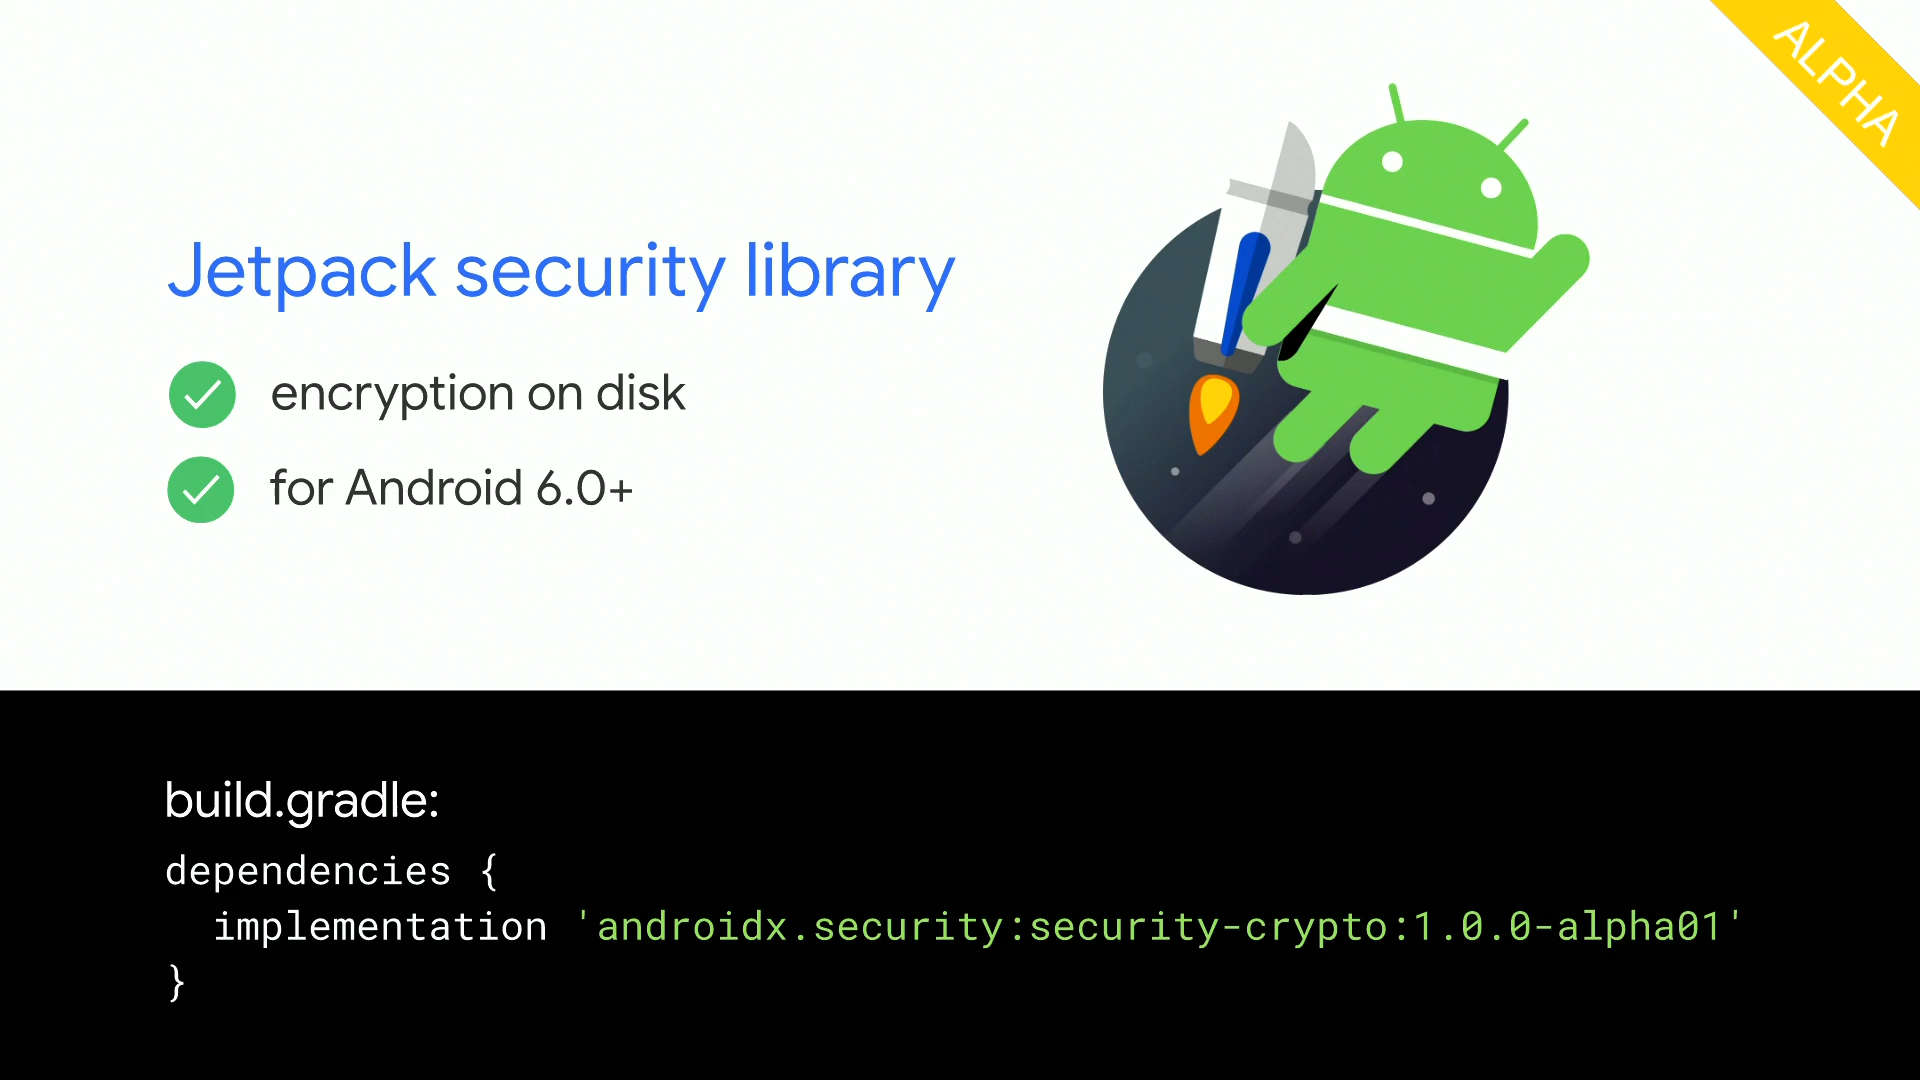 ALPHA
Jetpack security library
encryption on disk
for Android 6.0+
build.gradle:
dependencies {
  implementation 'androidx.security:security-crypto:1.0.0-alpha01'
}